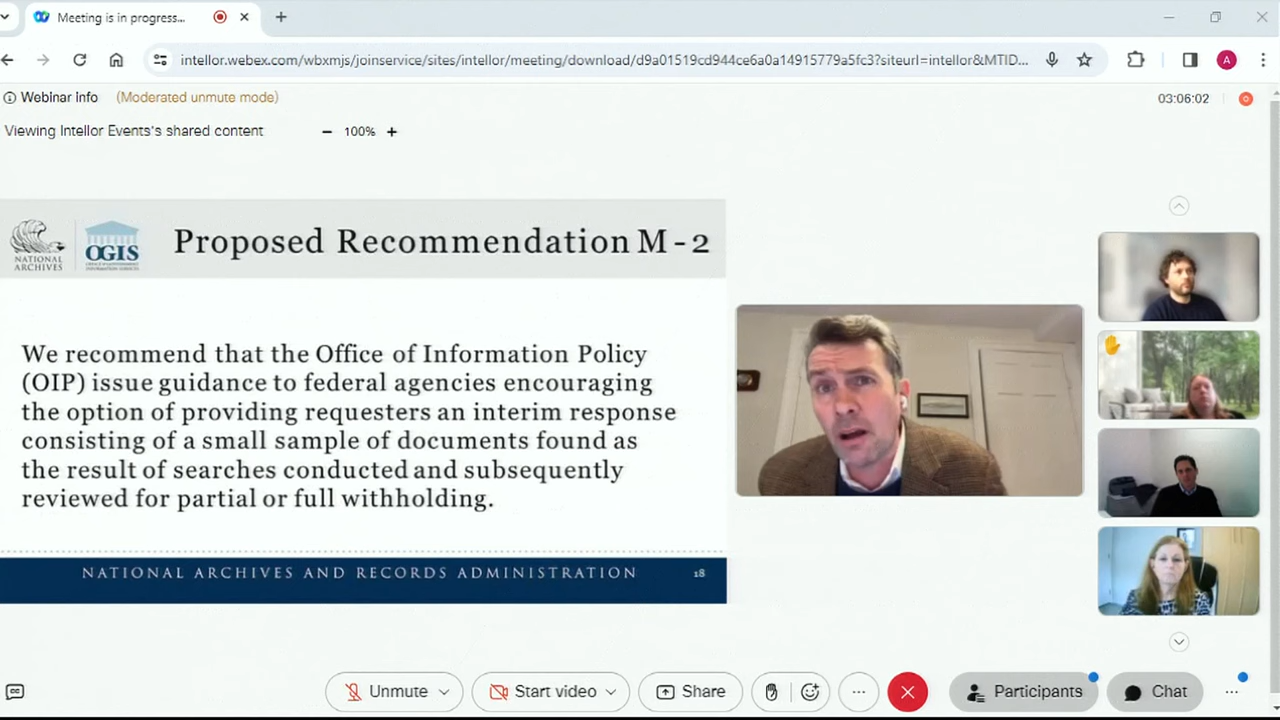 Meeting is in progress...
intellor.webex.com/wbxmjs/joinservice/sites/intellor/meeting/download/d9a01519cd944ce6a0a14915779a5fc3?siteurl=intellor&MTID...
A
Webinar Info (Moderated unmute mode)
03:06:02
Viewing Intellor Events's shared content
100%
NATIONAL
ARCHIVES
OGIS
Proposed Recommendation M-2
We recommend that the Office of Information Policy
(OIP) issue guidance to federal agencies encouraging
the option of providing requesters an interim response
consisting of a small sample of documents found as
the result of searches conducted and subsequently
reviewed for partial or full withholding.
NATIONAL ARCHIVES AND RECORDS ADMINISTRATION
18
Unmute
Start video
Share
Participants
Chat